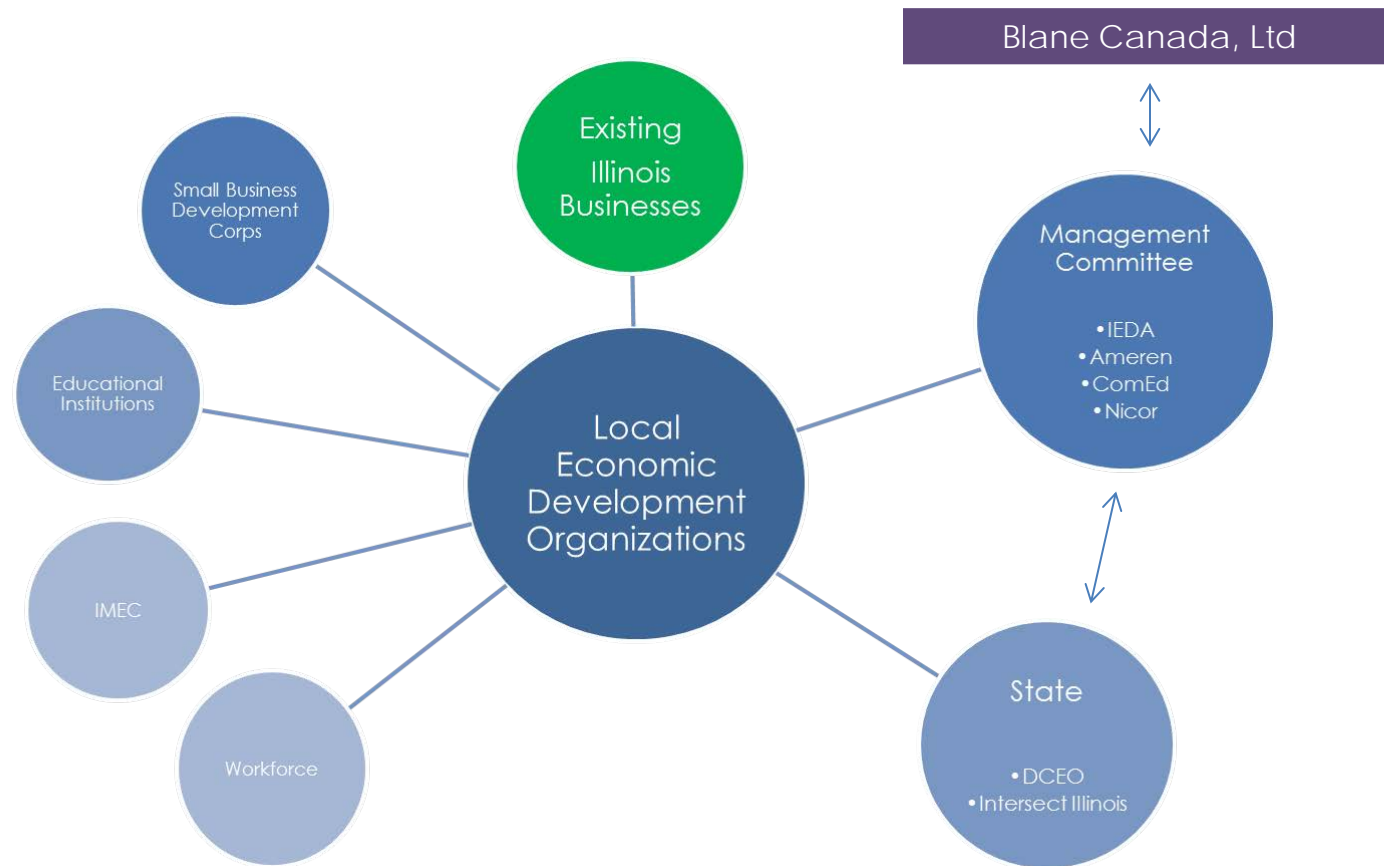 Blane Canada, Ltd
Existing
Illinois
Businesses
Small Business
Development
Corps
Management
Committee
•IEDA
•Ameren
•ComEd
•Nicor
Educational
Institutions
Local
Economic
Development
Organizations
IMEC
State
•DCEO
•Intersect Illinois
Workforce